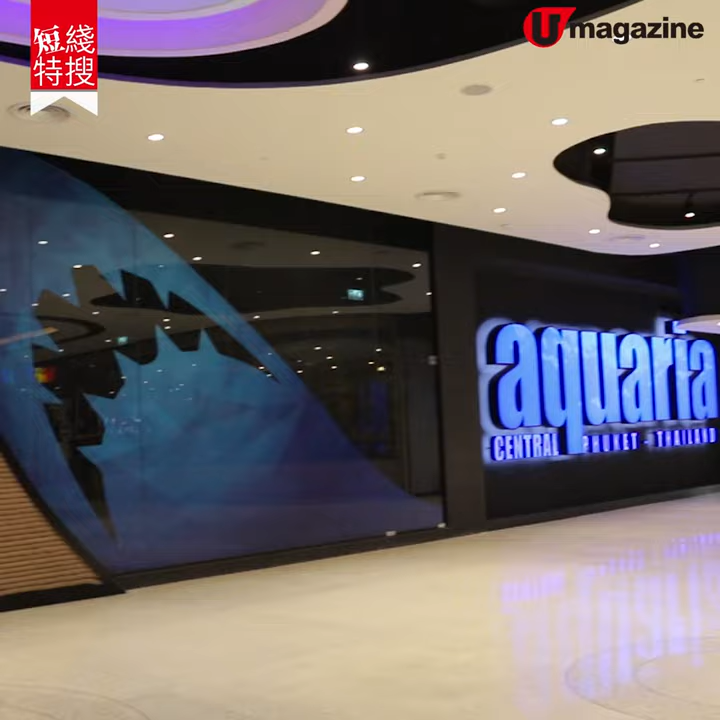 短綫
特搜
U magazine
aquaria
CENTRAL PHUKET - THAILAND